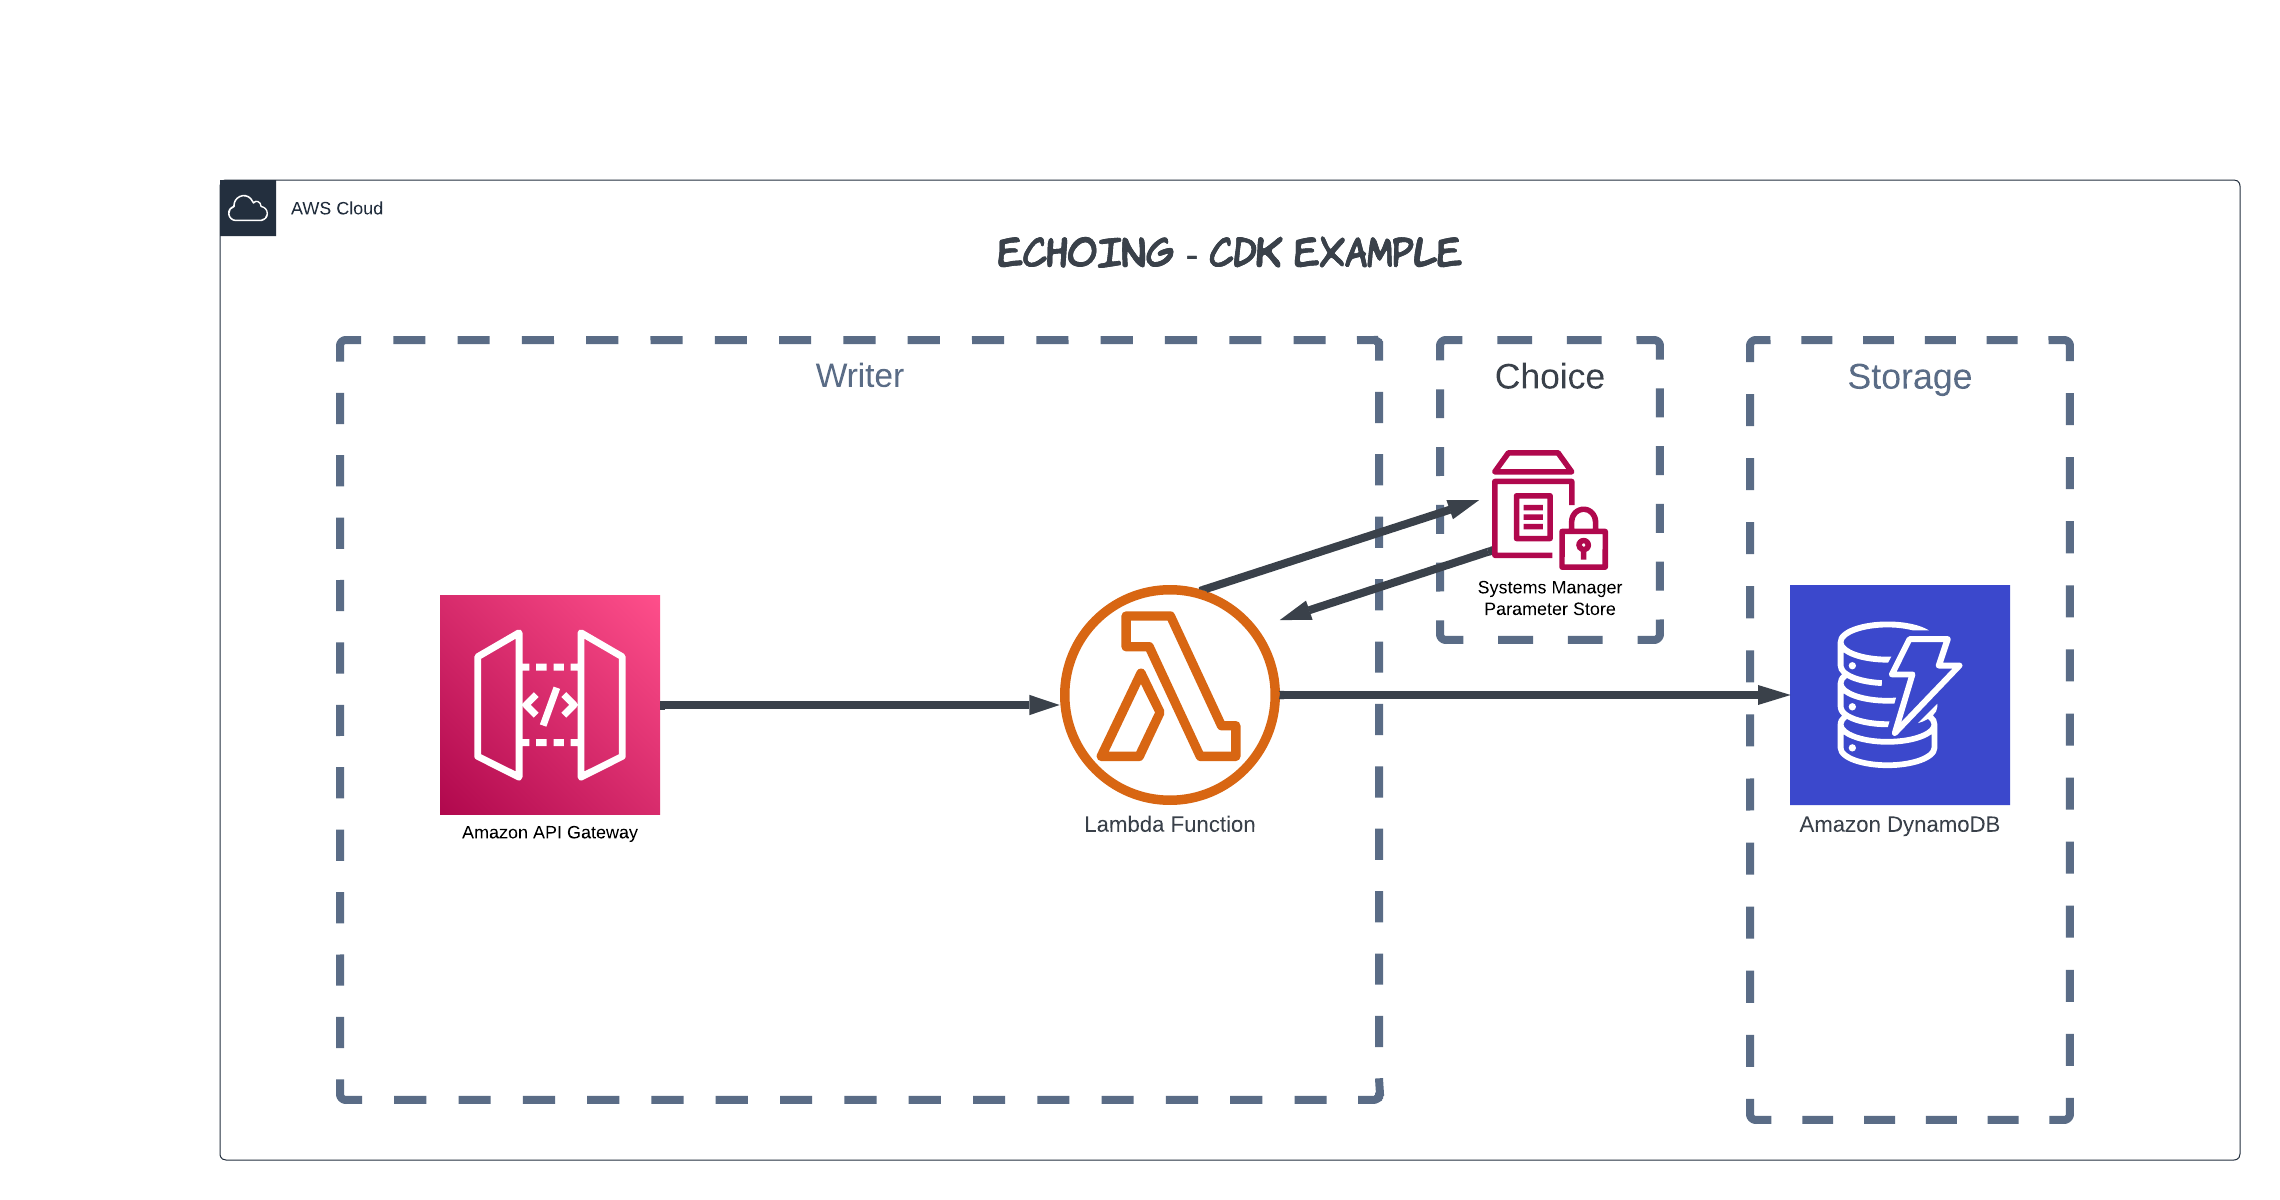 AWS Cloud
ECHOING - CDK EXAMPLE
Writer
Choice
Storage
Systems Manager
Parameter Store
Amazon API Gateway
Lambda Function
Amazon DynamoDB